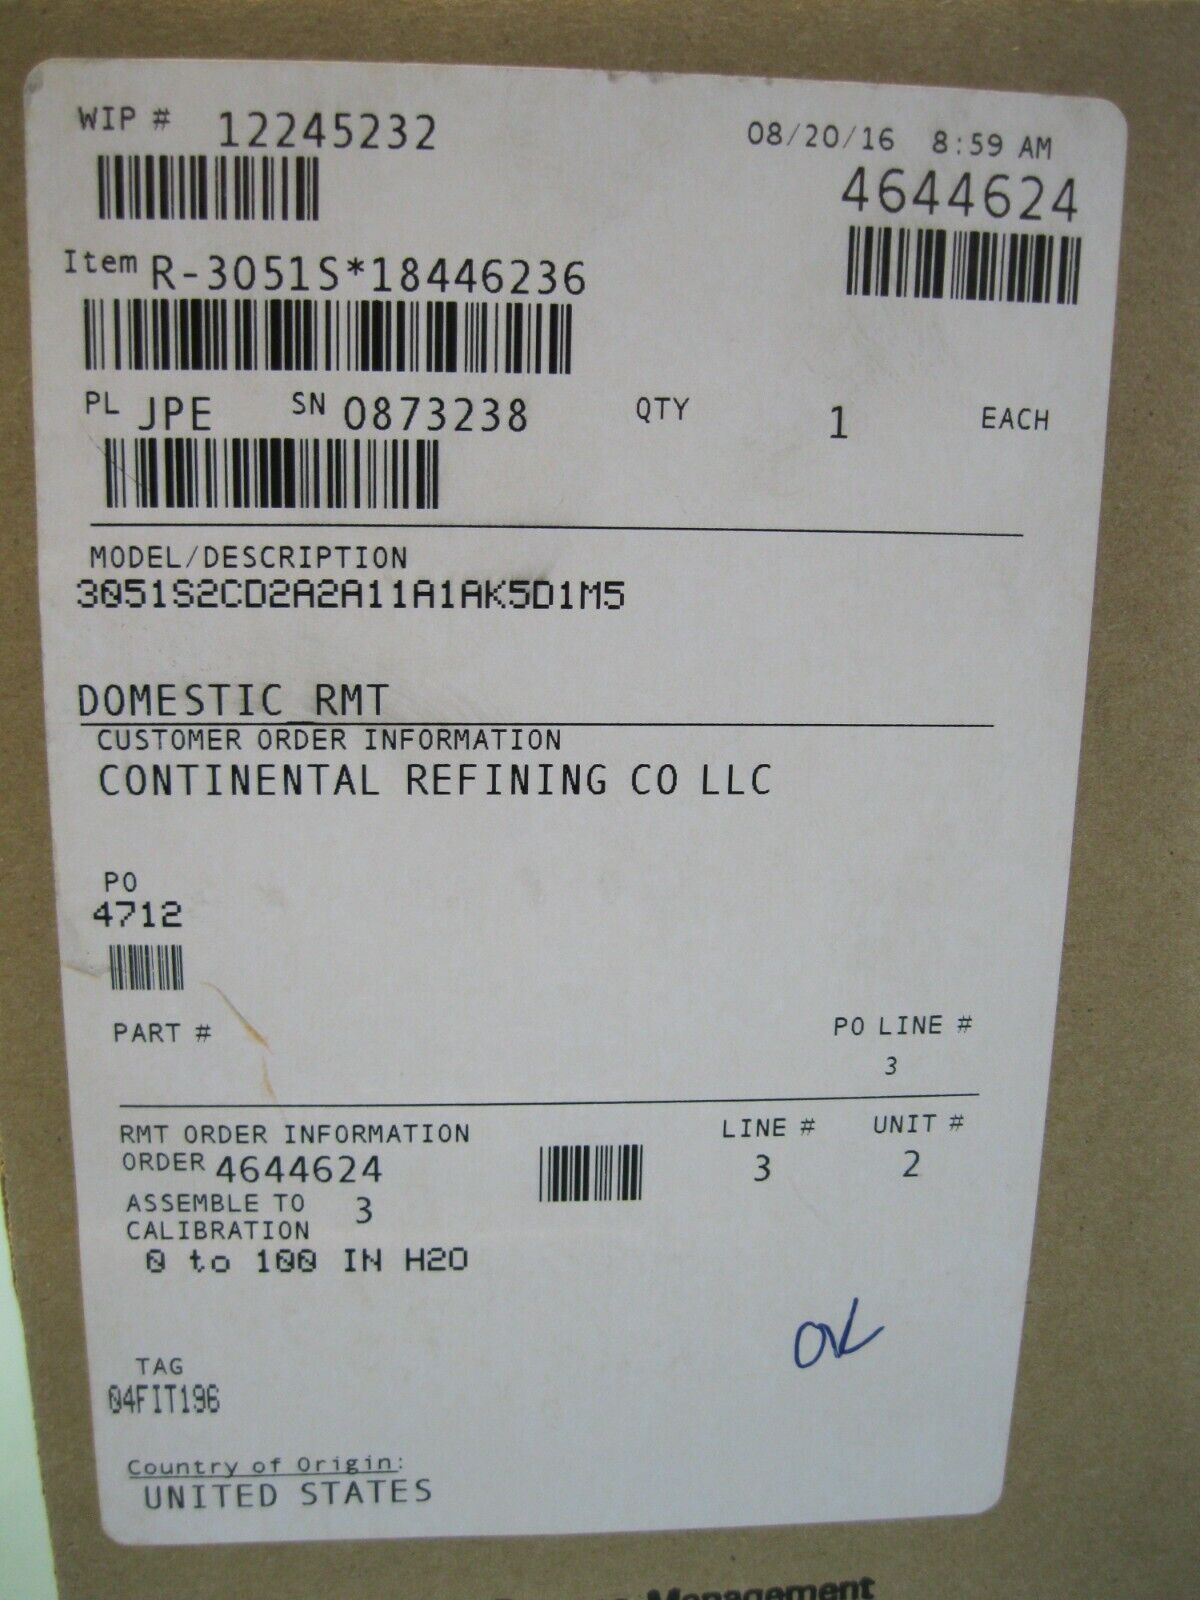 WIP # 12245232
08/20/16 8:59 AM
4644624
Item R-3051S*18446236
PL JPE SN 0873238 QTY 1 EACH
MODEL/DESCRIPTION
3051S2CD2A2A11A1AK5D1M5
DOMESTIC_RMT
CUSTOMER ORDER INFORMATION
CONTINENTAL REFINING CO LLC
PO
4712
PART #
PO LINE #
3
RMT ORDER INFORMATION LINE # UNIT #
ORDER 4644624 3 2
ASSEMBLE TO 3
CALIBRATION
0 to 100 IN H2O
OK
TAG
04FIT196
Country of Origin:
UNITED STATES
Management